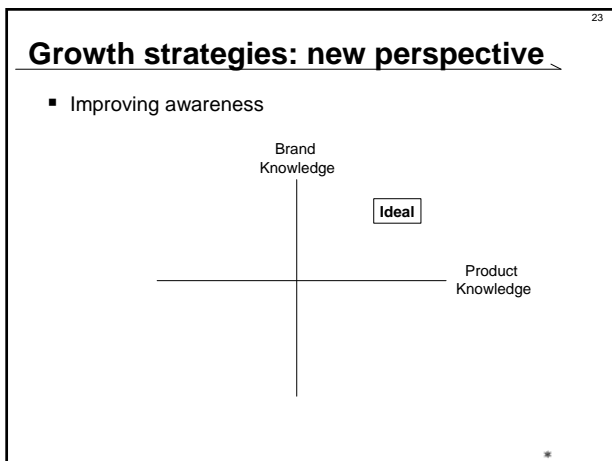 23
Growth strategies: new perspective
▪ Improving awareness
Brand
Knowledge
Ideal
Product
Knowledge
*